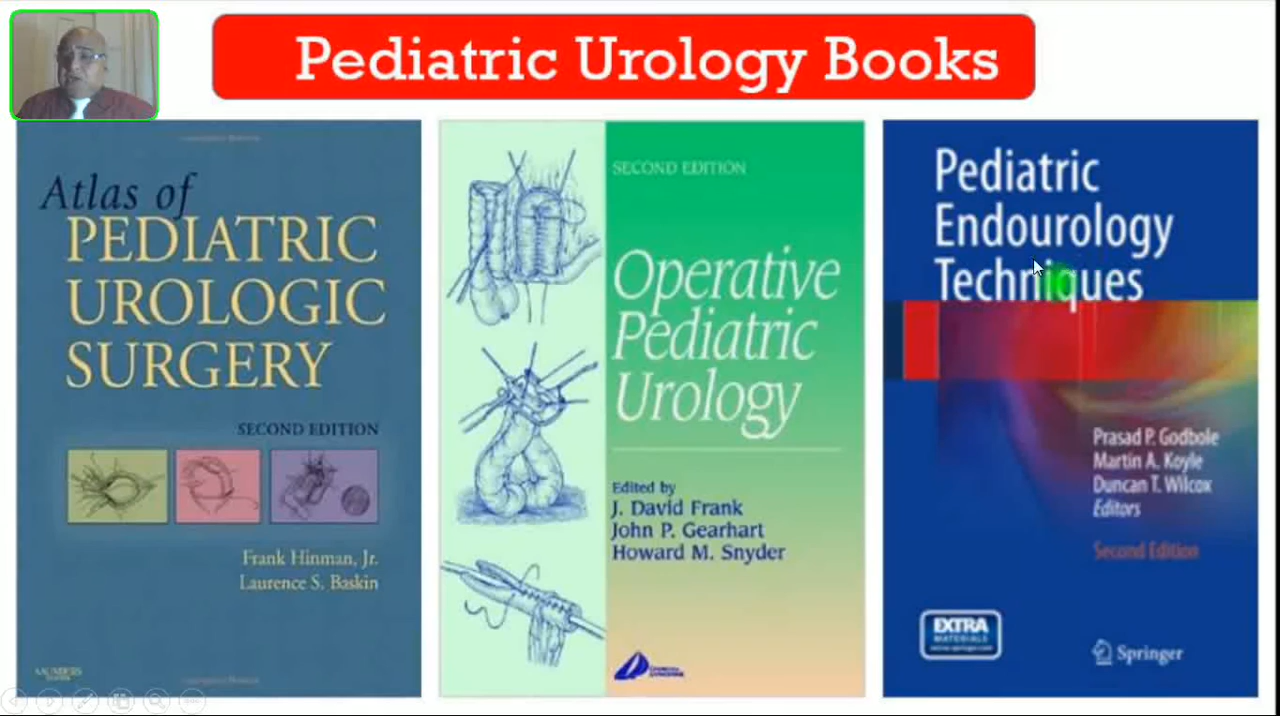 Pediatric Urology Books
Atlas of
PEDIATRIC
UROLOGIC
SURGERY
SECOND EDITION
Frank Hinman, Jr.
Laurence S. Baskin
SAUNDERS
SECOND EDITION
Operative
Pediatric
Urology
Edited by
J. David Frank
John P. Gearhart
Howard M. Snyder
Pediatric
Endourology
Techniques
Prasad P. Godbole
Martin A. Koyle
Duncan T. Wilcox
Editors
Second Edition
EXTRA
MATERIALS
Springer